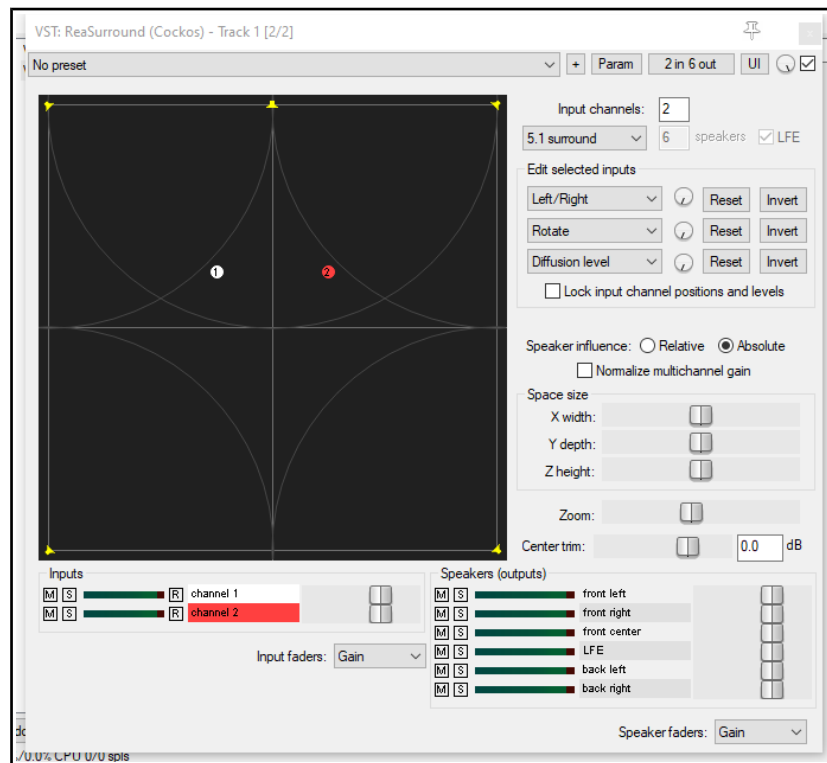 VST: ReaSurround (Cockos) - Track 1 [2/2]
No preset + Param 2 in 6 out UI
Input channels: 2
5.1 surround 6 speakers LFE
Edit selected inputs
Left/Right Reset Invert
Rotate Reset Invert
Diffusion level Reset Invert
Lock input channel positions and levels
1 2
Speaker influence: Relative Absolute
Normalize multichannel gain
Space size
X width:
Y depth:
Z height:
Zoom:
Center trim: 0.0 dB
Inputs
M S R channel 1
M S R channel 2
Input faders: Gain
Speakers (outputs)
M S front left
M S front right
M S front center
M S LFE
M S back left
M S back right
Speaker faders: Gain
/0.0% CPU 0/0 spls